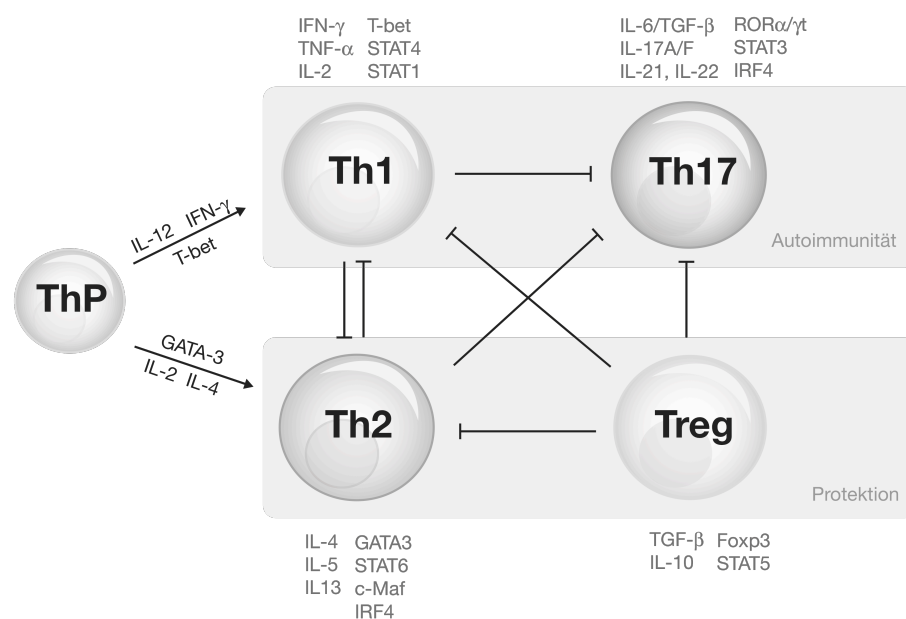 IFN-γ T-bet
TNF-α STAT4
IL-2 STAT1
IL-6/TGF-β RORα/γt
IL-17A/F STAT3
IL-21, IL-22 IRF4
Th1
Th17
Autoimmunität
IL-12 IFN-γ
T-bet
ThP
GATA-3
IL-2 IL-4
Th2
Treg
Protektion
IL-4 GATA3
IL-5 STAT6
IL13 c-Maf
IRF4
TGF-β Foxp3
IL-10 STAT5